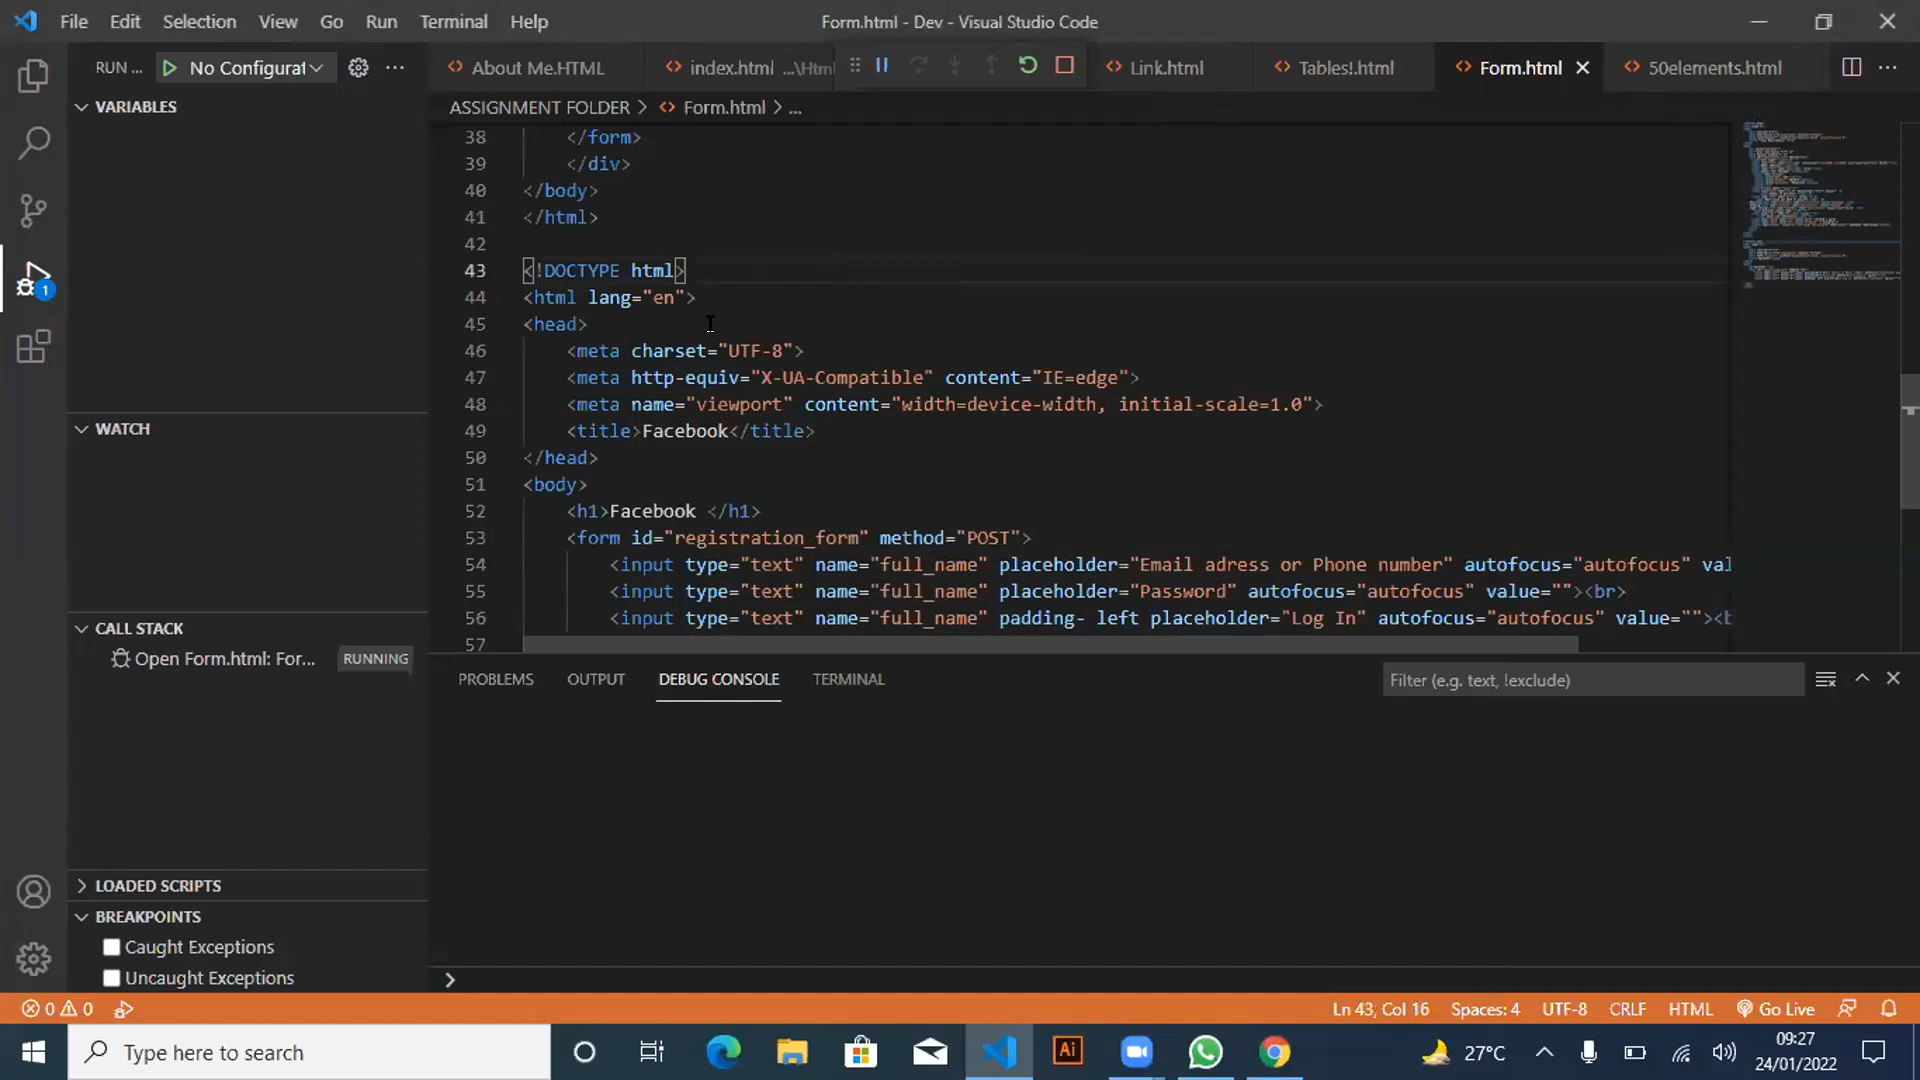 File Edit Selection View Go Run Terminal Help
Form.html - Dev - Visual Studio Code
RUN ... No Configurat
About Me.HTML
index.html ...\Html
Link.html
Tables!.html
Form.html
50elements.html
VARIABLES
ASSIGNMENT FOLDER > Form.html > ...
38 </form>
39 </div>
40 </body>
41 </html>
42
43 <!DOCTYPE html>
44 <html lang="en">
45 <head>
46 <meta charset="UTF-8">
47 <meta http-equiv="X-UA-Compatible" content="IE=edge">
48 <meta name="viewport" content="width=device-width, initial-scale=1.0">
49 <title>Facebook</title>
50 </head>
51 <body>
52 <h1>Facebook </h1>
53 <form id="registration_form" method="POST">
54 <input type="text" name="full_name" placeholder="Email adress or Phone number" autofocus="autofocus" val
55 <input type="text" name="full_name" placeholder="Password" autofocus="autofocus" value=""><br>
56 <input type="text" name="full_name" padding- left placeholder="Log In" autofocus="autofocus" value=""><b
57
1
WATCH
CALL STACK
Open Form.html: For... RUNNING
LOADED SCRIPTS
BREAKPOINTS
Caught Exceptions
Uncaught Exceptions
PROBLEMS OUTPUT DEBUG CONSOLE TERMINAL
Filter (e.g. text, !exclude)
0 0
Ln 43, Col 16 Spaces: 4 UTF-8 CRLF HTML Go Live
Type here to search
Ai
27°C
09:27
24/01/2022